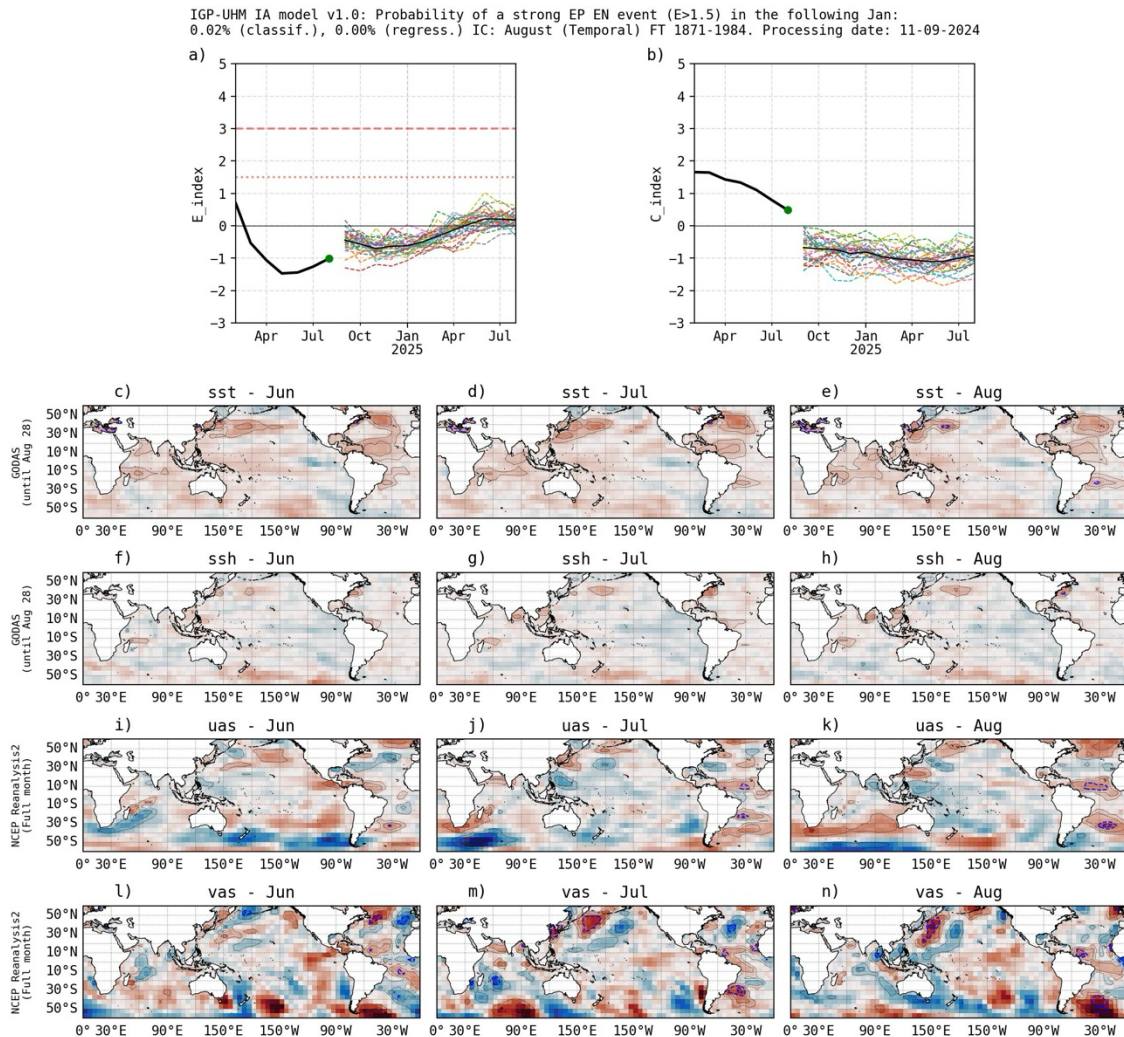 IGP-UHM IA model v1.0: Probability of a strong EP EN event (E>1.5) in the following Jan:
0.02% (classif.), 0.00% (regress.) IC: August (Temporal) FT 1871-1984. Processing date: 11-09-2024
a) b)
5 5
4 4
3 3
2 2
1 1
0 0
−1 −1
−2 −2
−3 −3
E_index C_index
Apr Jul Oct Jan Apr Jul Apr Jul Oct Jan Apr Jul
2025 2025
c) sst - Jun d) sst - Jul e) sst - Aug
GODAS
(until Aug 28)
50°N
30°N
10°N
10°S
30°S
50°S
0° 30°E 90°E 150°E 150°W 90°W 30°W 0° 30°E 90°E 150°E 150°W 90°W 30°W 0° 30°E 90°E 150°E 150°W 90°W 30°W
f) ssh - Jun g) ssh - Jul h) ssh - Aug
GODAS
(until Aug 28)
50°N
30°N
10°N
10°S
30°S
50°S
0° 30°E 90°E 150°E 150°W 90°W 30°W 0° 30°E 90°E 150°E 150°W 90°W 30°W 0° 30°E 90°E 150°E 150°W 90°W 30°W
i) uas - Jun j) uas - Jul k) uas - Aug
NCEP Reanalysis2
(Full month)
50°N
30°N
10°N
10°S
30°S
50°S
0° 30°E 90°E 150°E 150°W 90°W 30°W 0° 30°E 90°E 150°E 150°W 90°W 30°W 0° 30°E 90°E 150°E 150°W 90°W 30°W
l) vas - Jun m) vas - Jul n) vas - Aug
NCEP Reanalysis2
(Full month)
50°N
30°N
10°N
10°S
30°S
50°S
0° 30°E 90°E 150°E 150°W 90°W 30°W 0° 30°E 90°E 150°E 150°W 90°W 30°W 0° 30°E 90°E 150°E 150°W 90°W 30°W